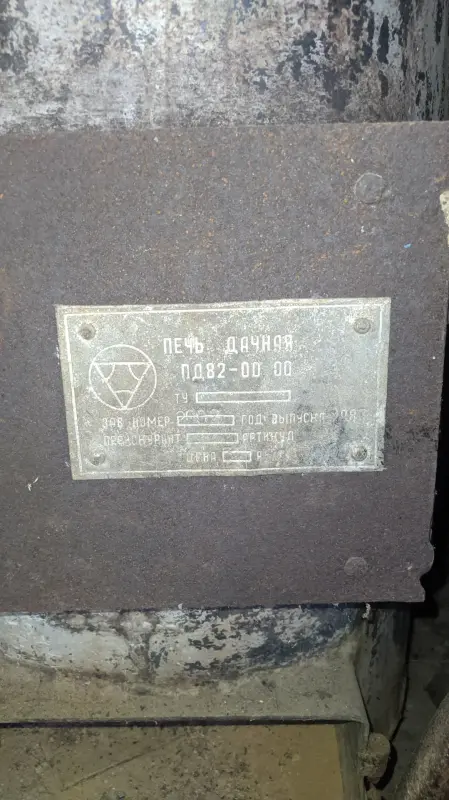 ПЕЧЬ ДАЧНАЯ
ПД82-00 00
ТУ
ЗАВ НОМЕР ГОД ВЫПУСКА
ПРЕЙСКУРАНТ АРТИКУЛ
ЦЕНА